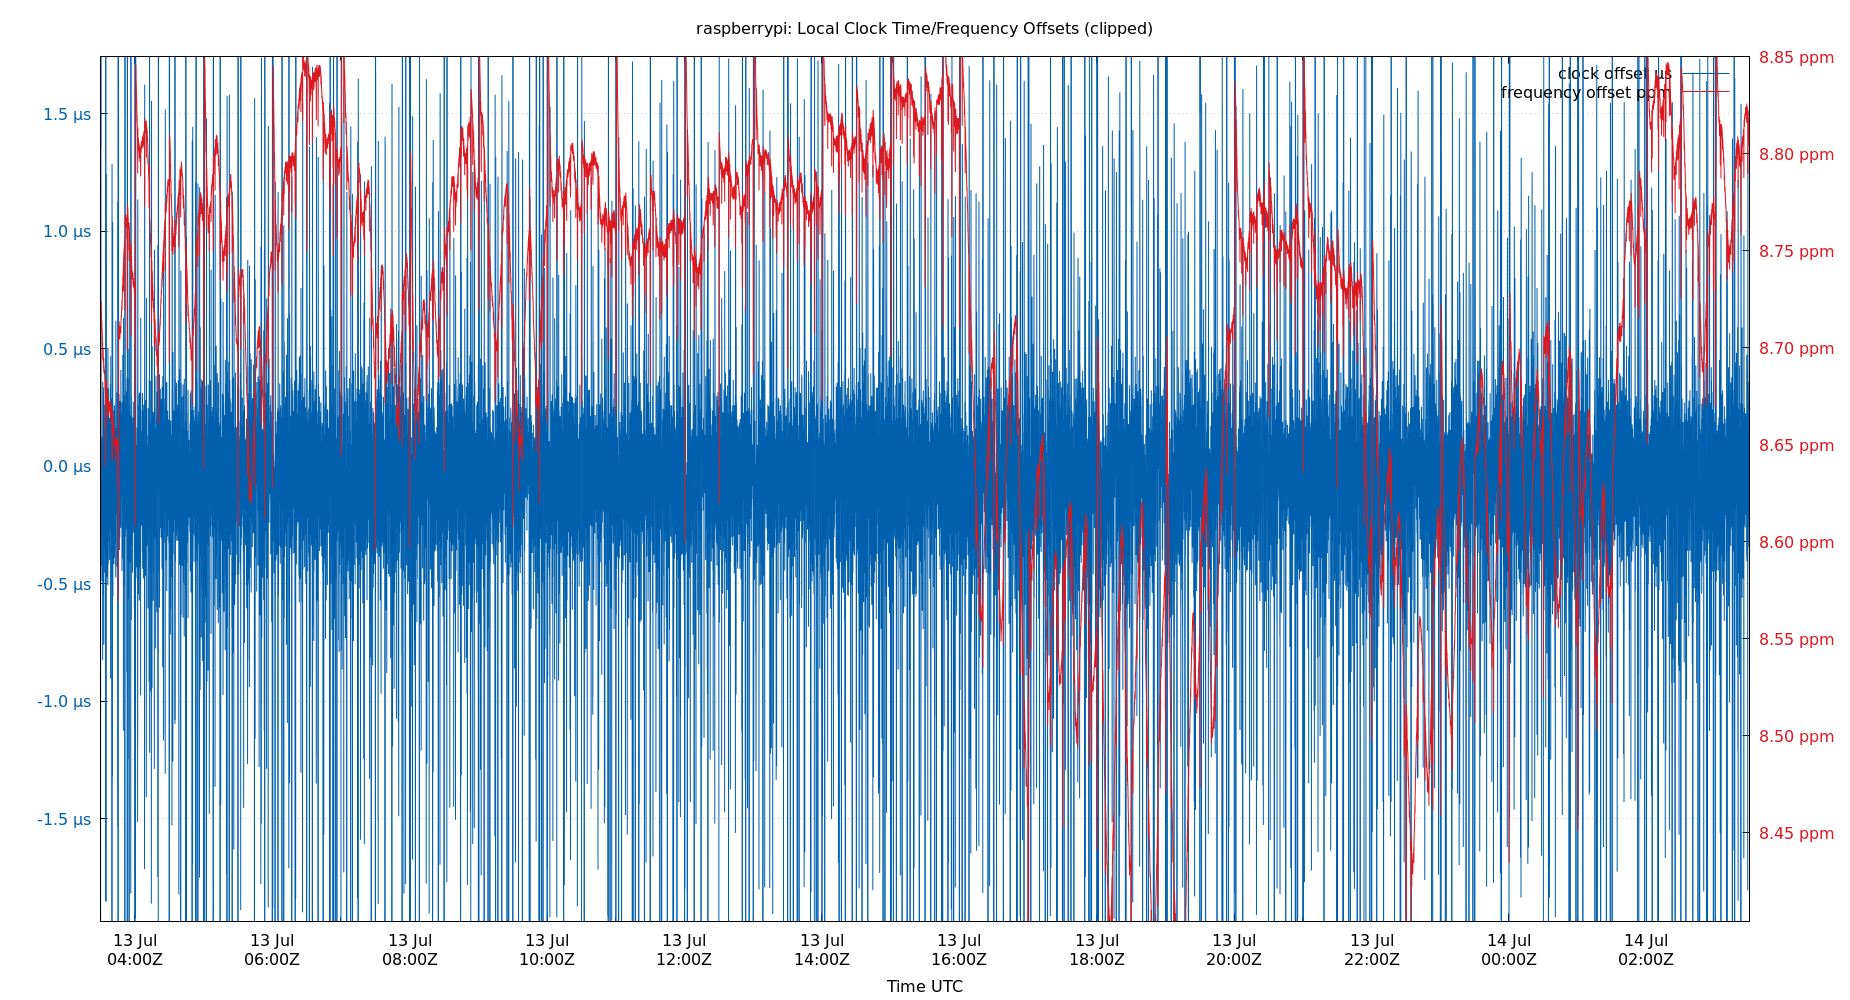 raspberrypi: Local Clock Time/Frequency Offsets (clipped)
clock offset µs
frequency offset ppm
1.5 µs
1.0 µs
0.5 µs
0.0 µs
-0.5 µs
-1.0 µs
-1.5 µs
8.85 ppm
8.80 ppm
8.75 ppm
8.70 ppm
8.65 ppm
8.60 ppm
8.55 ppm
8.50 ppm
8.45 ppm
13 Jul 13 Jul 13 Jul 13 Jul 13 Jul 13 Jul 13 Jul 13 Jul 13 Jul 13 Jul 14 Jul 14 Jul
04:00Z 06:00Z 08:00Z 10:00Z 12:00Z 14:00Z 16:00Z 18:00Z 20:00Z 22:00Z 00:00Z 02:00Z
Time UTC